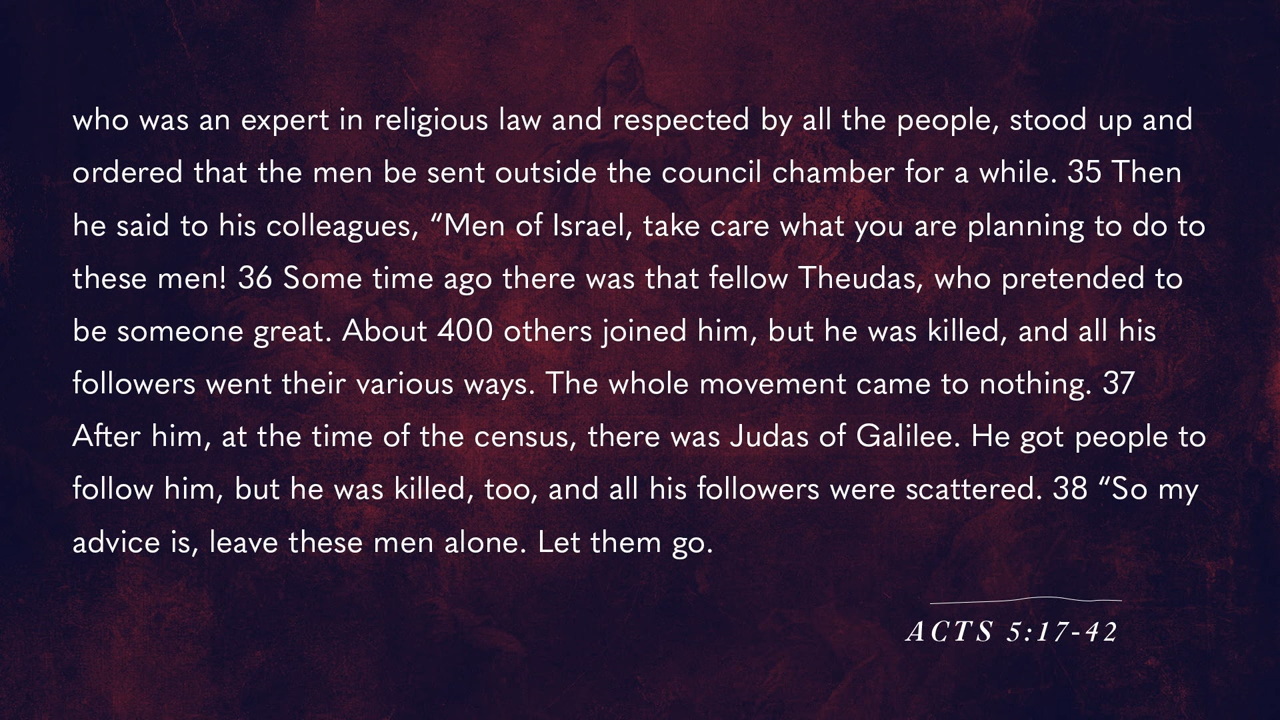 who was an expert in religious law and respected by all the people, stood up and
ordered that the men be sent outside the council chamber for a while. 35 Then
he said to his colleagues, “Men of Israel, take care what you are planning to do to
these men! 36 Some time ago there was that fellow Theudas, who pretended to
be someone great. About 400 others joined him, but he was killed, and all his
followers went their various ways. The whole movement came to nothing. 37
After him, at the time of the census, there was Judas of Galilee. He got people to
follow him, but he was killed, too, and all his followers were scattered. 38 “So my
advice is, leave these men alone. Let them go.
ACTS 5:17-42